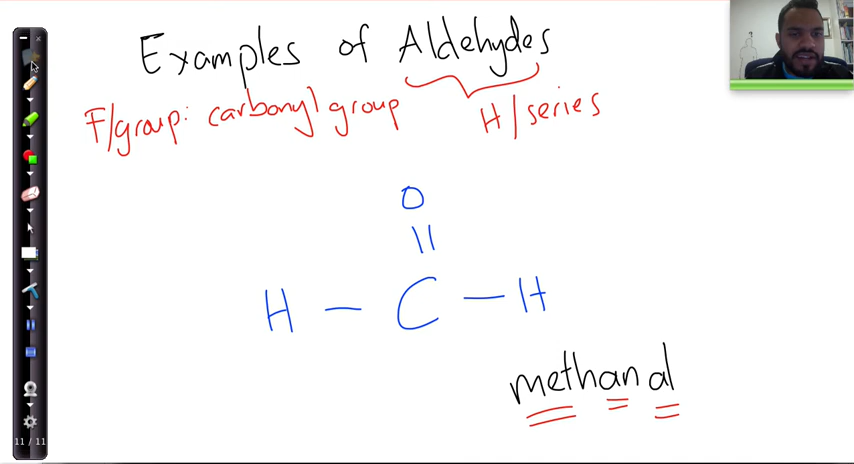 Examples of Aldehydes
F/group: carbonyl group
H/series
O
H – C – H
methanal
11 / 11